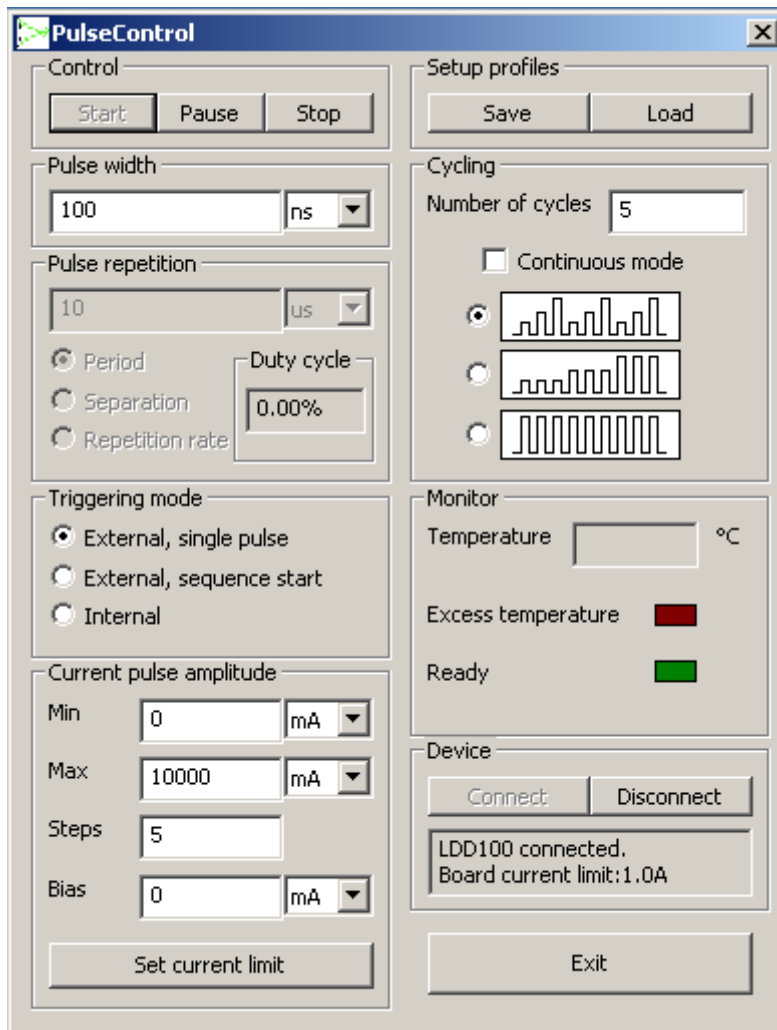 PulseControl
Control
Start Pause Stop
Pulse width
100 ns
Pulse repetition
10 us
Period
Separation
Repetition rate
Duty cycle
0.00%
Triggering mode
External, single pulse
External, sequence start
Internal
Current pulse amplitude
Min 0 mA
Max 10000 mA
Steps 5
Bias 0 mA
Set current limit
Setup profiles
Save Load
Cycling
Number of cycles 5
Continuous mode
Monitor
Temperature °C
Excess temperature
Ready
Device
Connect Disconnect
LDD100 connected.
Board current limit:1.0A
Exit